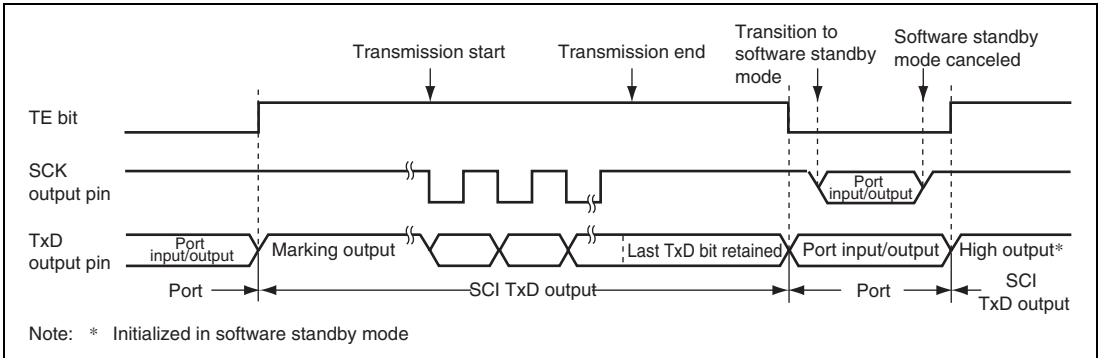 Transmission start
Transmission end
Transition to
software standby
mode
Software standby
mode canceled
TE bit
SCK
output pin
Port
input/output
TxD
output pin
Port
input/output
Marking output
Last TxD bit retained
Port input/output
High output*
Port
SCI TxD output
Port
SCI
TxD output
Note: * Initialized in software standby mode